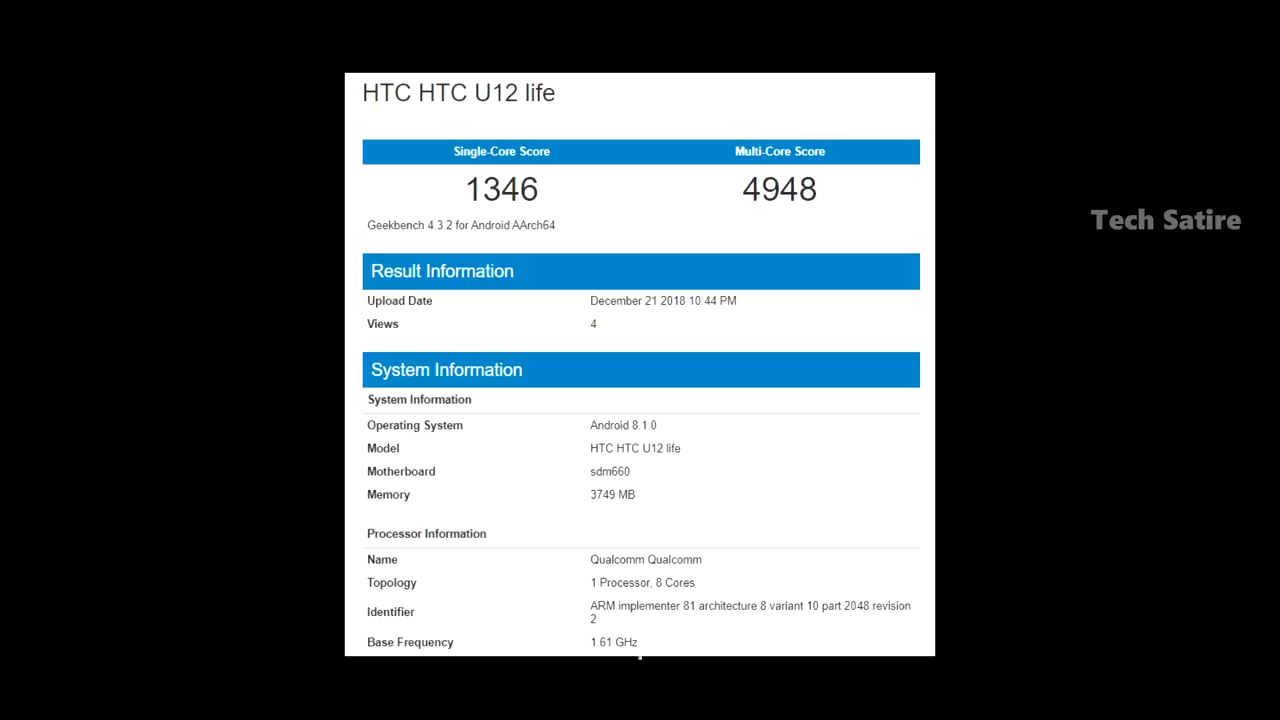 HTC HTC U12 life
Single-Core Score Multi-Core Score
1346 4948
Geekbench 4.3.2 for Android AArch64
Tech Satire
Result Information
Upload Date December 21 2018 10:44 PM
Views 4
System Information
System Information
Operating System Android 8.1.0
Model HTC HTC U12 life
Motherboard sdm660
Memory 3749 MB
Processor Information
Name Qualcomm Qualcomm
Topology 1 Processor, 8 Cores
Identifier ARM implementer 81 architecture 8 variant 10 part 2048 revision
2
Base Frequency 1.61 GHz